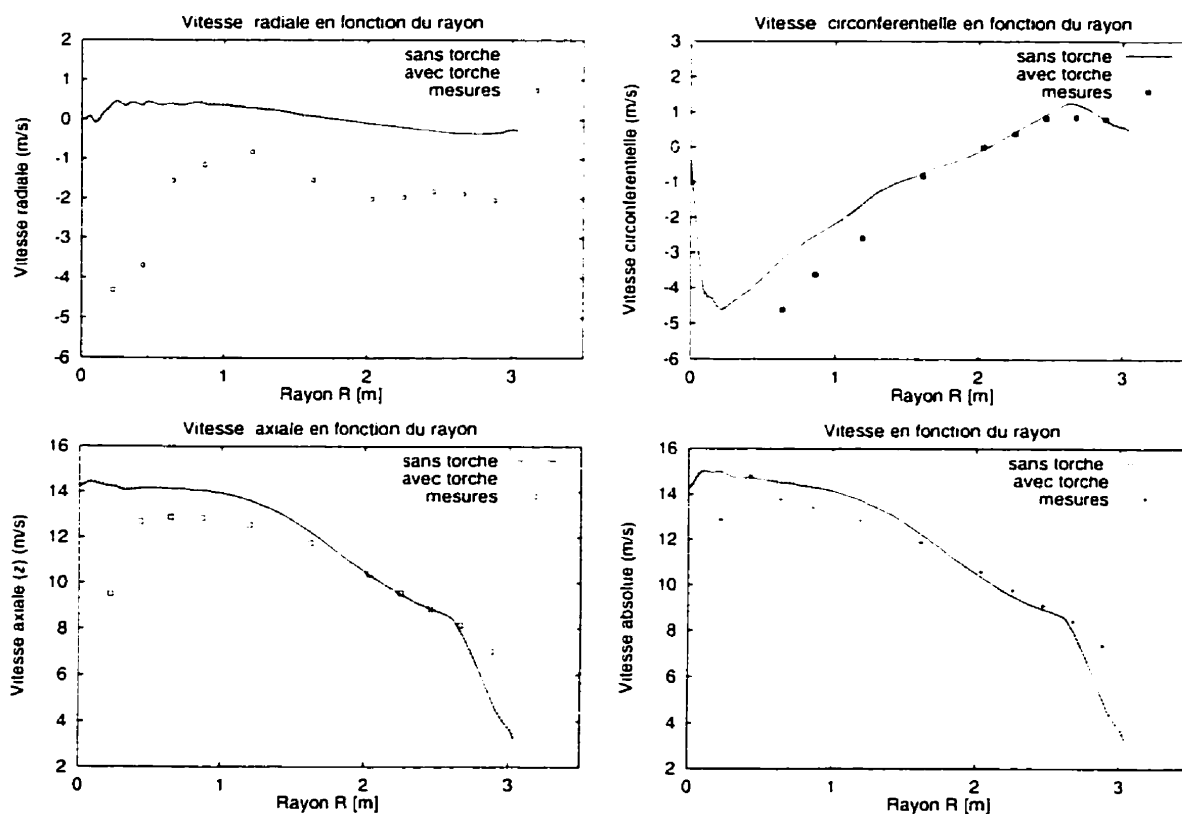 Vitesse radiale en fonction du rayon
sans torche
avec torche
mesures
Vitesse radiale (m/s)
2
1
0
-1
-2
-3
-4
-5
-6
0
1
2
3
Rayon R [m]
Vitesse circonferentielle en fonction du rayon
sans torche
avec torche
mesures
Vitesse circonferentielle (m/s)
3
2
1
0
-1
-2
-3
-4
-5
-6
0
1
2
3
Rayon R [m]
Vitesse axiale en fonction du rayon
sans torche
avec torche
mesures
Vitesse axiale (z) (m/s)
16
14
12
10
8
6
4
2
0
1
2
3
Rayon R [m]
Vitesse en fonction du rayon
sans torche
avec torche
mesures
Vitesse absolue (m/s)
16
14
12
10
8
6
4
2
0
1
2
3
Rayon R [m]